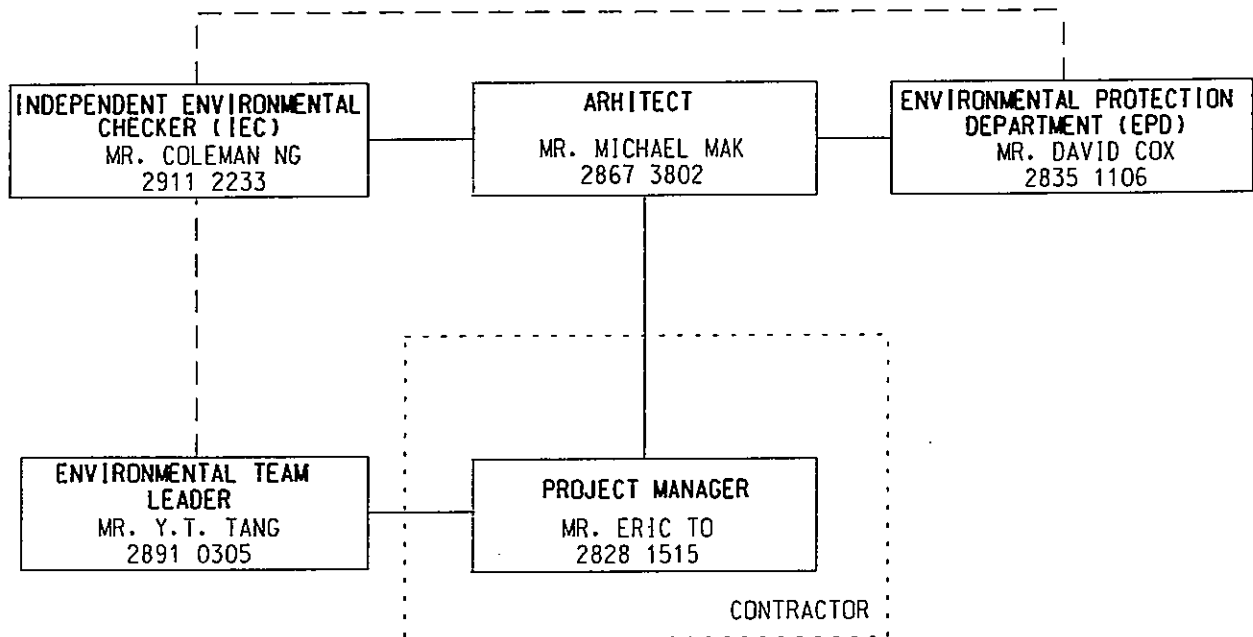 INDEPENDENT ENVIRONMENTAL
CHECKER (IEC)
MR. COLEMAN NG
2911 2233
ARHITECT
MR. MICHAEL MAK
2867 3802
ENVIRONMENTAL PROTECTION
DEPARTMENT (EPD)
MR. DAVID COX
2835 1106
ENVIRONMENTAL TEAM
LEADER
MR. Y.T. TANG
2891 0305
PROJECT MANAGER
MR. ERIC TO
2828 1515
CONTRACTOR